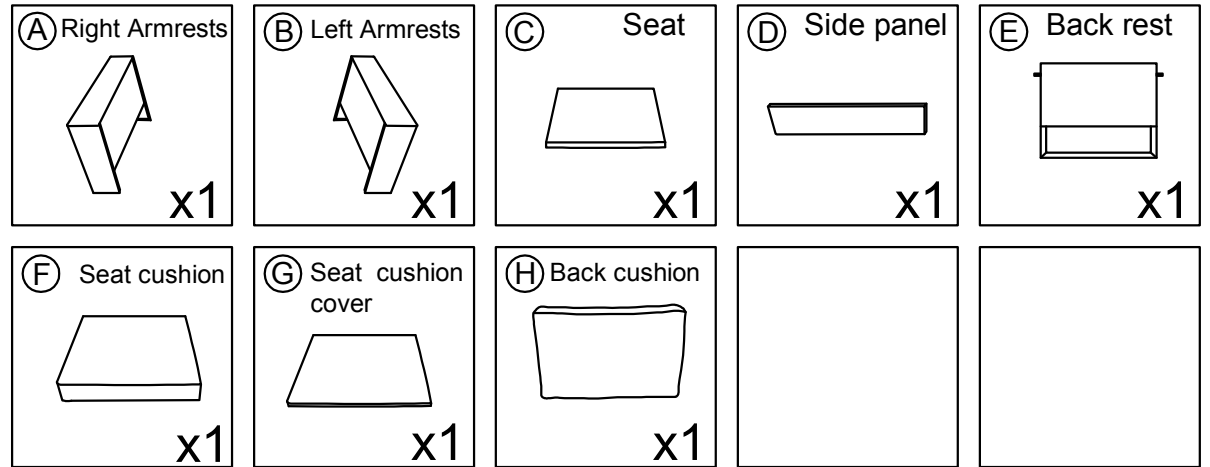 A Right Armrests
x1
B Left Armrests
x1
C Seat
x1
D Side panel
x1
E Back rest
x1
F Seat cushion
x1
G Seat cushion
cover
x1
H Back cushion
x1